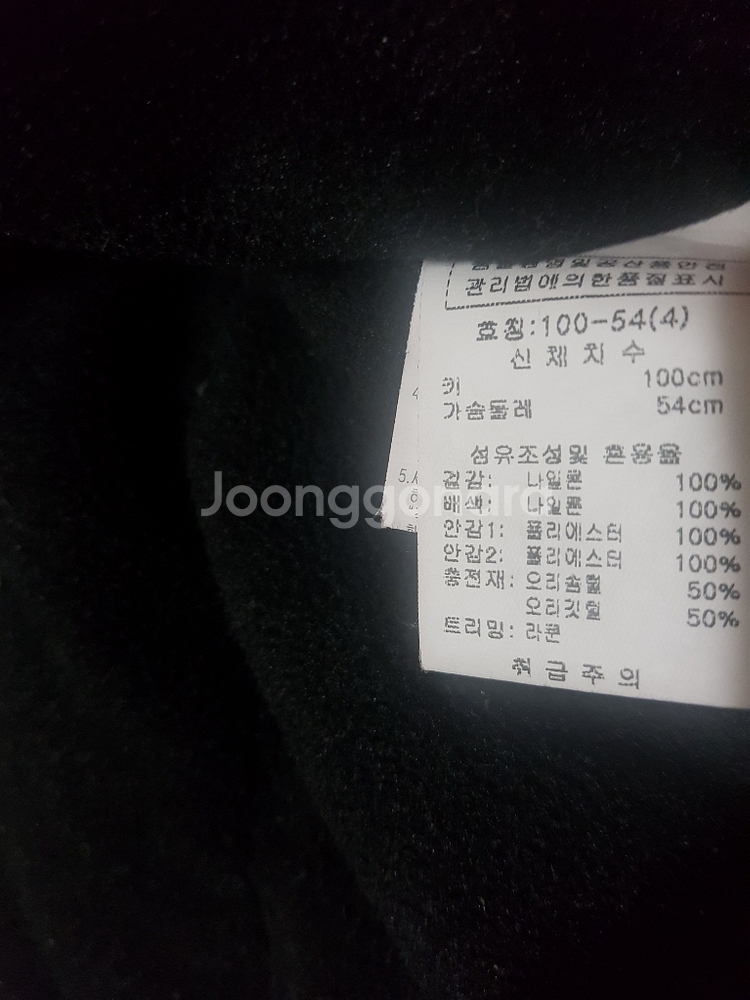 관리법에의한품질표시
호칭:100-54(4)
신체치수
키 100cm
가슴둘레 54cm
섬유조성및 혼용율
겉감: 나일론 100%
배색: 나일론 100%
안감1: 폴리에스터 100%
안감2: 폴리에스터 100%
충전재: 오리솜털 50%
오리깃털 50%
트리밍: 라쿤
취급주의
4
5.
Joonggonara